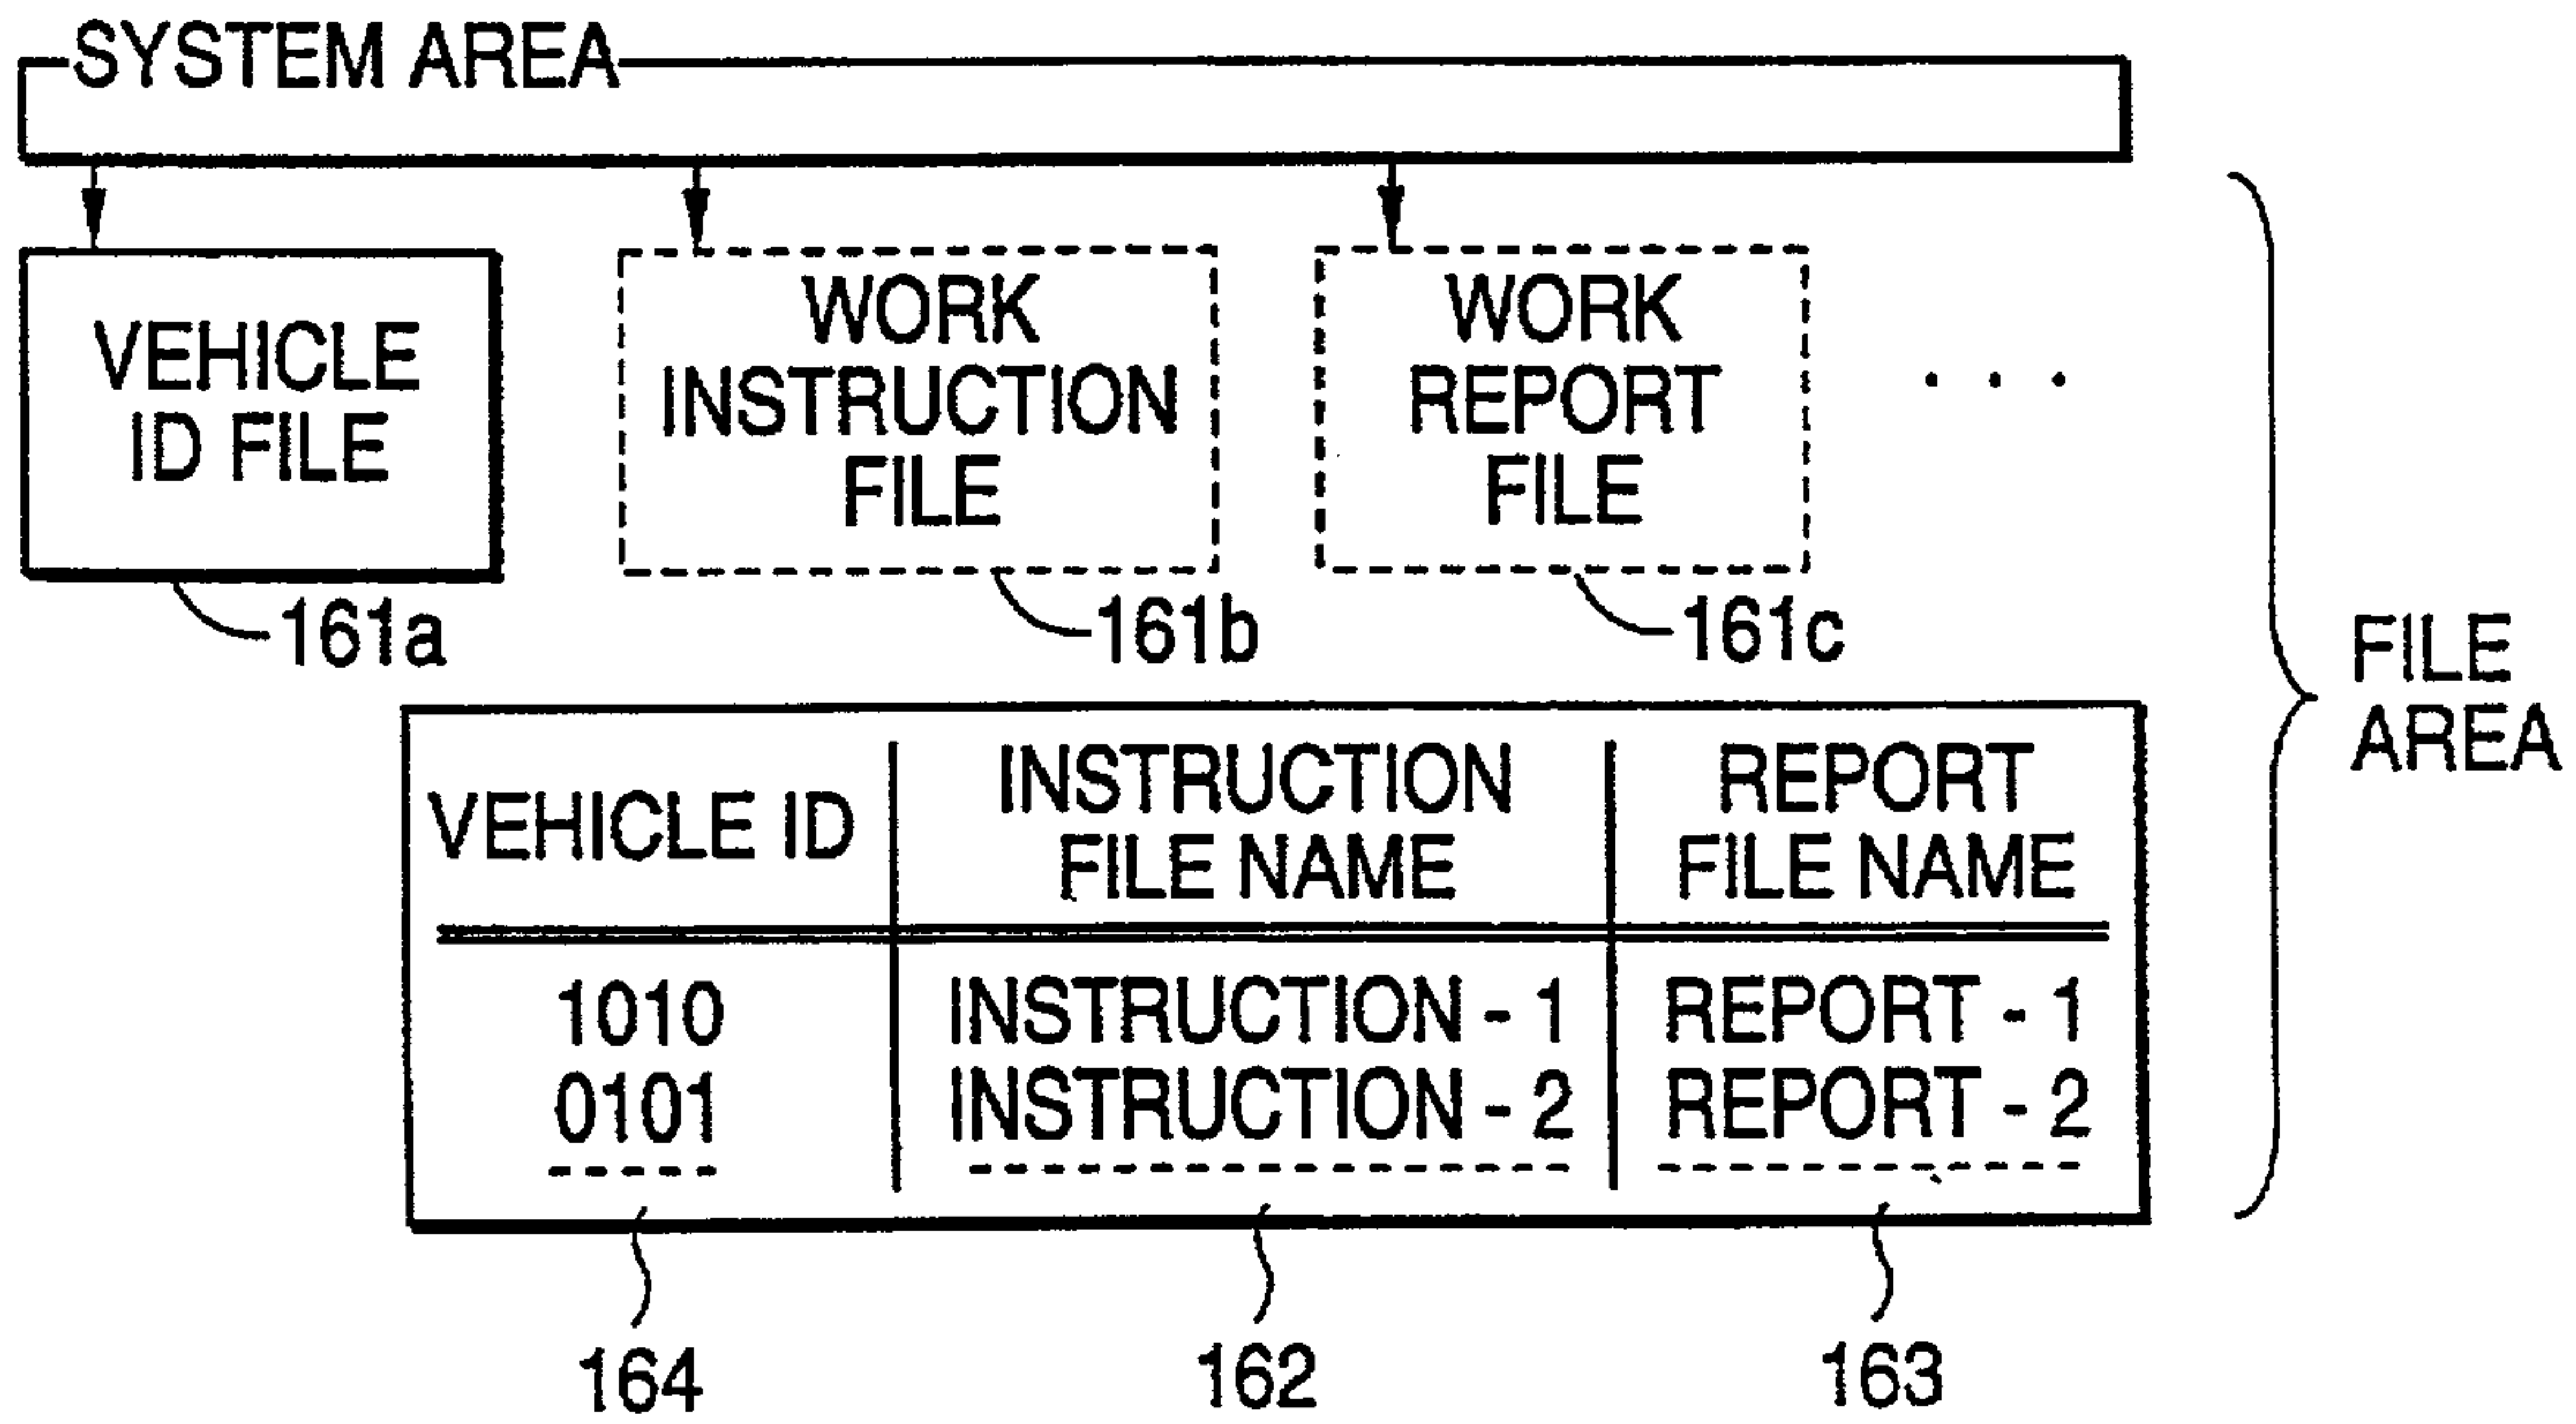 SYSTEM AREA
VEHICLE
ID FILE
161a
WORK
INSTRUCTION
FILE
161b
WORK
REPORT
FILE
161c
. . .
FILE
AREA
VEHICLE ID
INSTRUCTION
FILE NAME
REPORT
FILE NAME
1010 INSTRUCTION - 1 REPORT - 1
0101 INSTRUCTION - 2 REPORT - 2
164 162 163